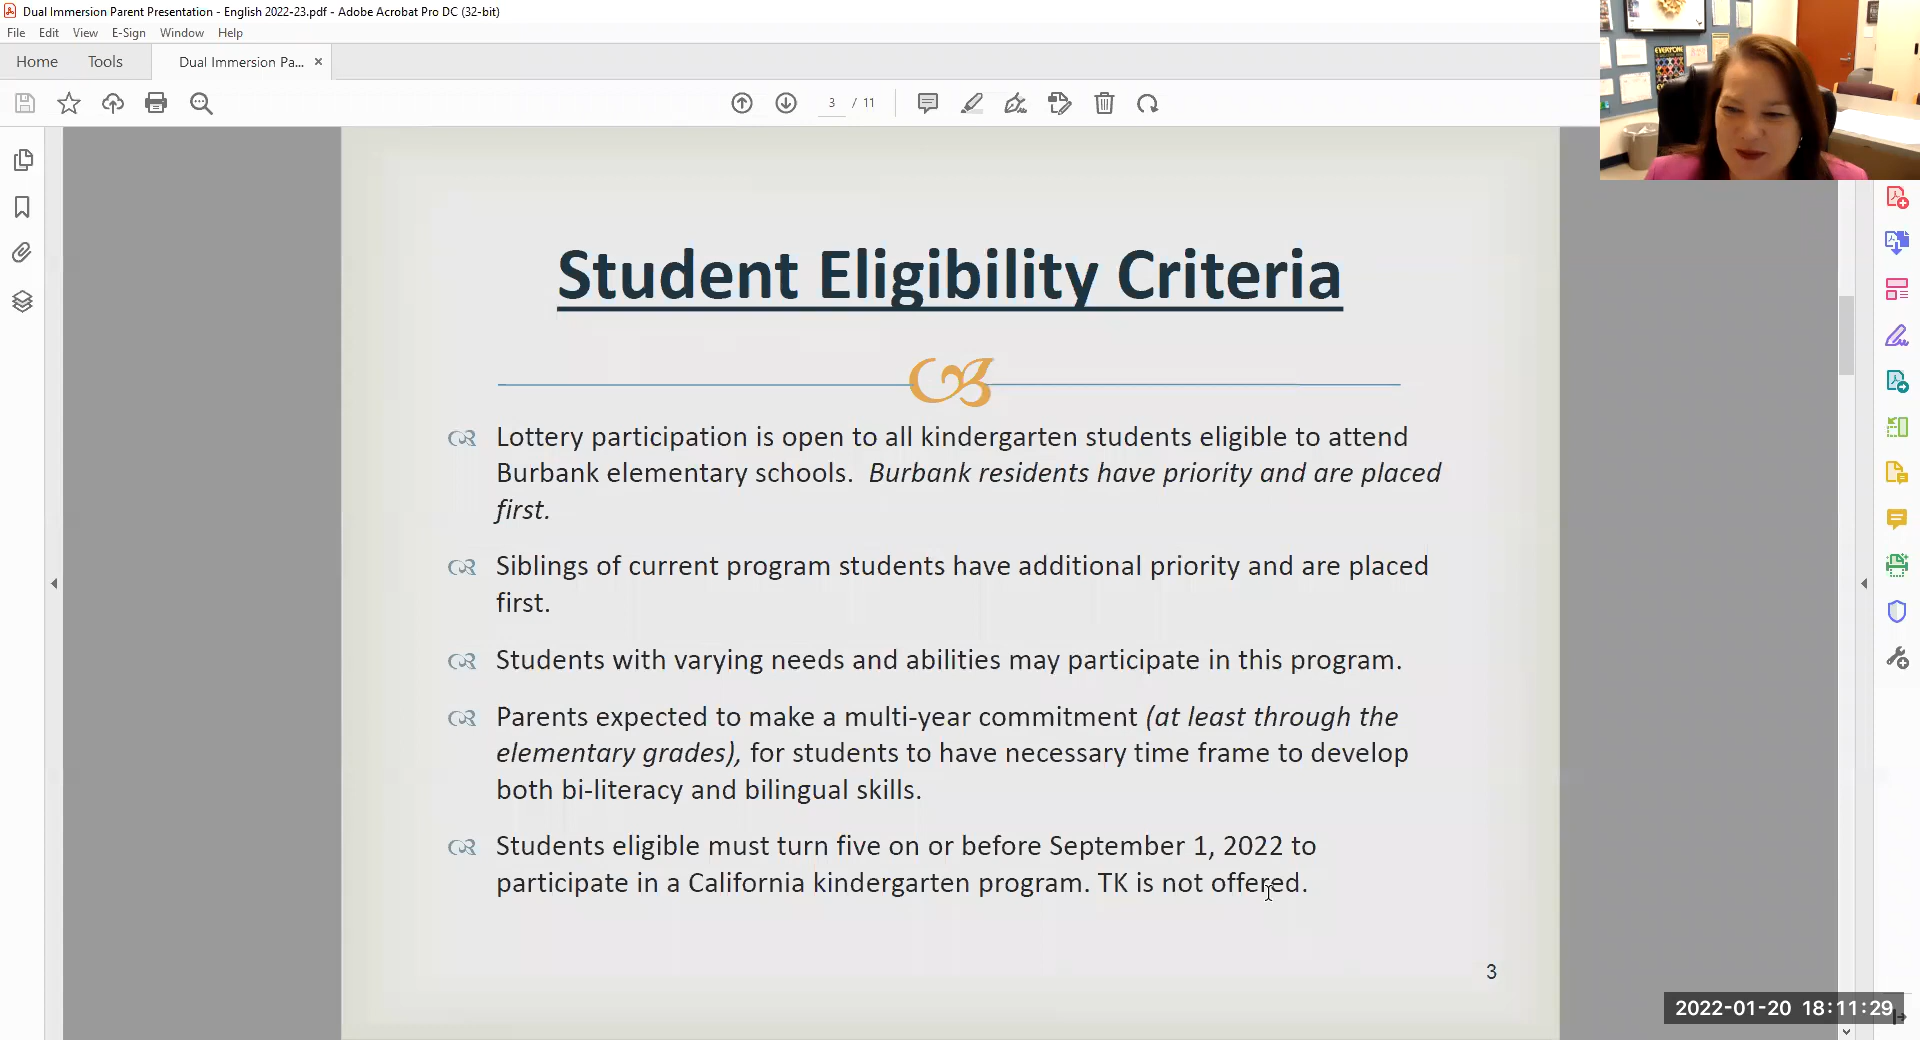 Dual Immersion Parent Presentation - English 2022-23.pdf - Adobe Acrobat Pro DC (32-bit)
File Edit View E-Sign Window Help
Home Tools Dual Immersion Pa... ×
3 / 11
EVERYONE
Student Eligibility Criteria
Lottery participation is open to all kindergarten students eligible to attend
Burbank elementary schools. Burbank residents have priority and are placed
first.
Siblings of current program students have additional priority and are placed
first.
Students with varying needs and abilities may participate in this program.
Parents expected to make a multi-year commitment (at least through the
elementary grades), for students to have necessary time frame to develop
both bi-literacy and bilingual skills.
Students eligible must turn five on or before September 1, 2022 to
participate in a California kindergarten program. TK is not offered.
3
2022-01-20 18:11:29